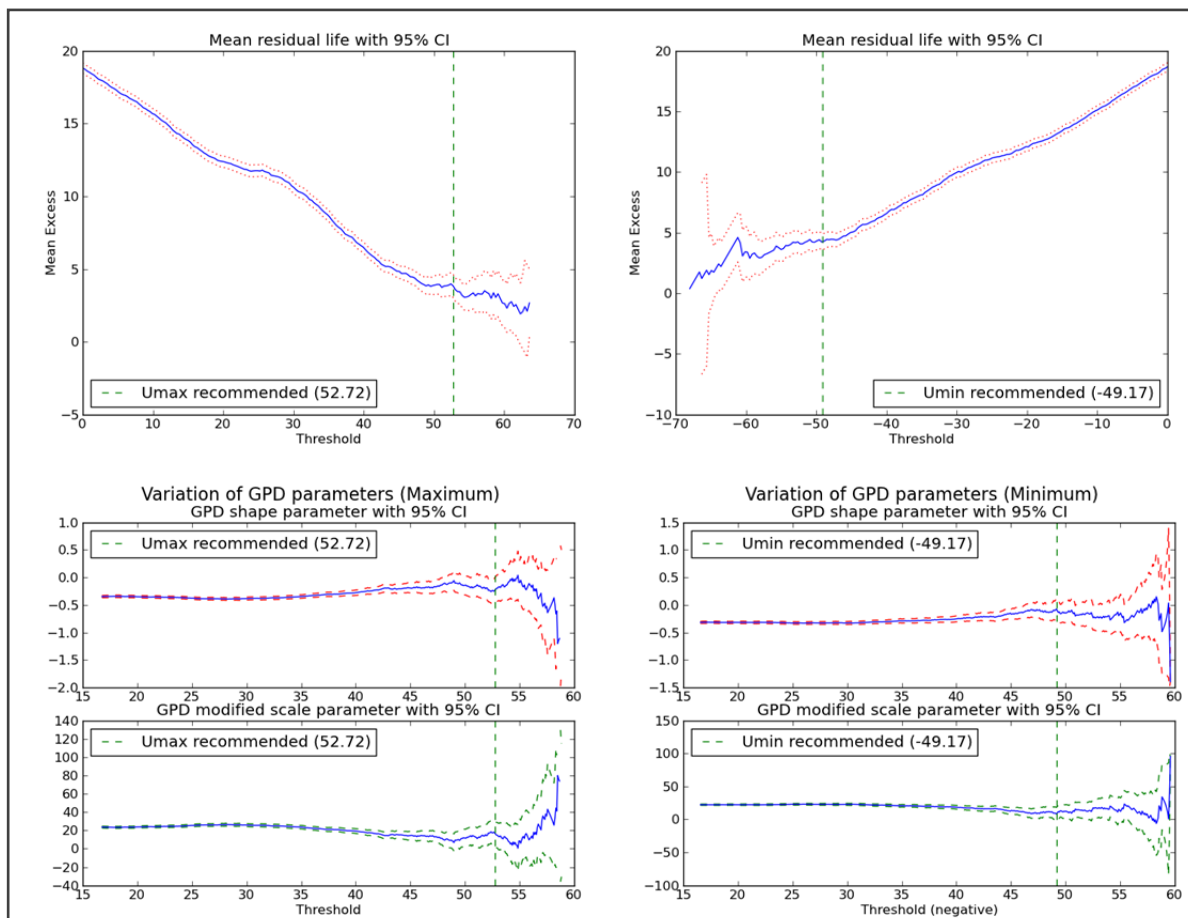 Mean residual life with 95% CI
20
15
10
5
0
−5
Mean Excess
Umax recommended (52.72)
0 10 20 30 40 50 60 70
Threshold
Mean residual life with 95% CI
20
15
10
5
0
−5
−10
Mean Excess
Umin recommended (-49.17)
−70 −60 −50 −40 −30 −20 −10 0
Threshold
Variation of GPD parameters (Maximum)
GPD shape parameter with 95% CI
1.0
0.5
0.0
−0.5
−1.0
−1.5
−2.0
Umax recommended (52.72)
15 20 25 30 35 40 45 50 55 60
GPD modified scale parameter with 95% CI
140
120
100
80
60
40
20
0
−20
−40
Umax recommended (52.72)
15 20 25 30 35 40 45 50 55 60
Threshold
Variation of GPD parameters (Minimum)
GPD shape parameter with 95% CI
1.5
1.0
0.5
0.0
−0.5
−1.0
−1.5
Umin recommended (-49.17)
15 20 25 30 35 40 45 50 55 60
GPD modified scale parameter with 95% CI
150
100
50
0
−50
−100
Umin recommended (-49.17)
15 20 25 30 35 40 45 50 55 60
Threshold (negative)